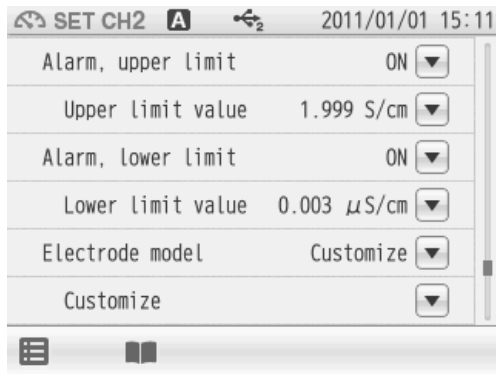 SET CH2 A 2 2011/01/01 15:11
Alarm, upper limit ON
Upper limit value 1.999 S/cm
Alarm, lower limit ON
Lower limit value 0.003 μS/cm
Electrode model Customize
Customize